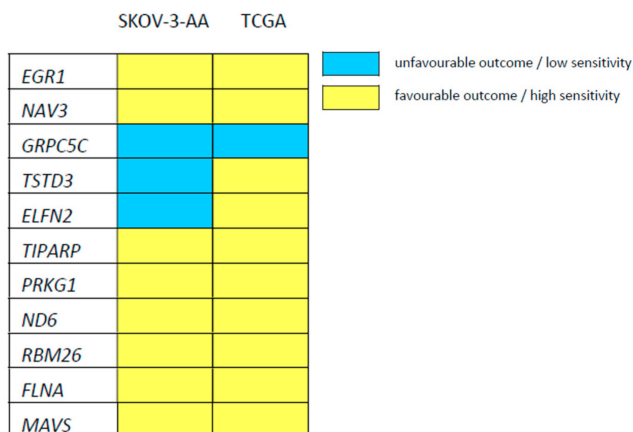 SKOV-3-AA TCGA
unfavourable outcome / low sensitivity
EGR1
favourable outcome / high sensitivity
NAV3
GRPC5C
TSTD3
ELFN2
TIPARP
PRKG1
ND6
RBM26
FLNA
MAVS